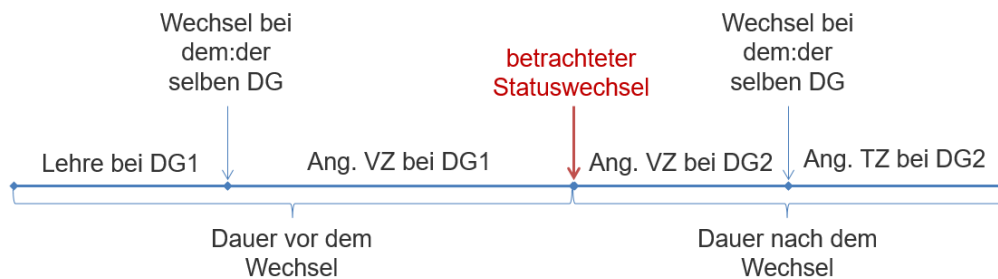 Wechsel bei
dem:der
selben DG
betrachteter
Statuswechsel
Wechsel bei
dem:der
selben DG
Lehre bei DG1
Ang. VZ bei DG1
Ang. VZ bei DG2
Ang. TZ bei DG2
Dauer vor dem
Wechsel
Dauer nach dem
Wechsel